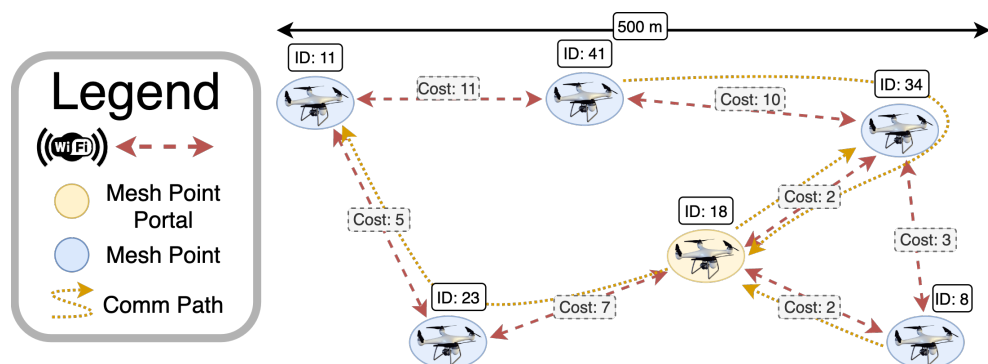 500 m
ID: 11
ID: 41
ID: 34
Legend
Cost: 11
Cost: 10
WiFi
Mesh Point
Portal
Cost: 2
ID: 18
Cost: 5
Cost: 3
Mesh Point
Comm Path
ID: 23
Cost: 7
Cost: 2
ID: 8